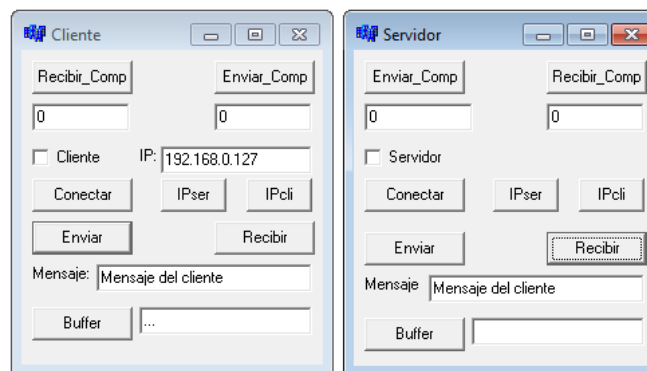 Cliente
Recibir_Comp Enviar_Comp
0 0
Cliente IP: 192.168.0.127
Conectar IPser IPcli
Enviar Recibir
Mensaje: Mensaje del cliente
Buffer ...
Servidor
Enviar_Comp Recibir_Comp
0 0
Servidor
Conectar IPser IPcli
Enviar Recibir
Mensaje Mensaje del cliente
Buffer